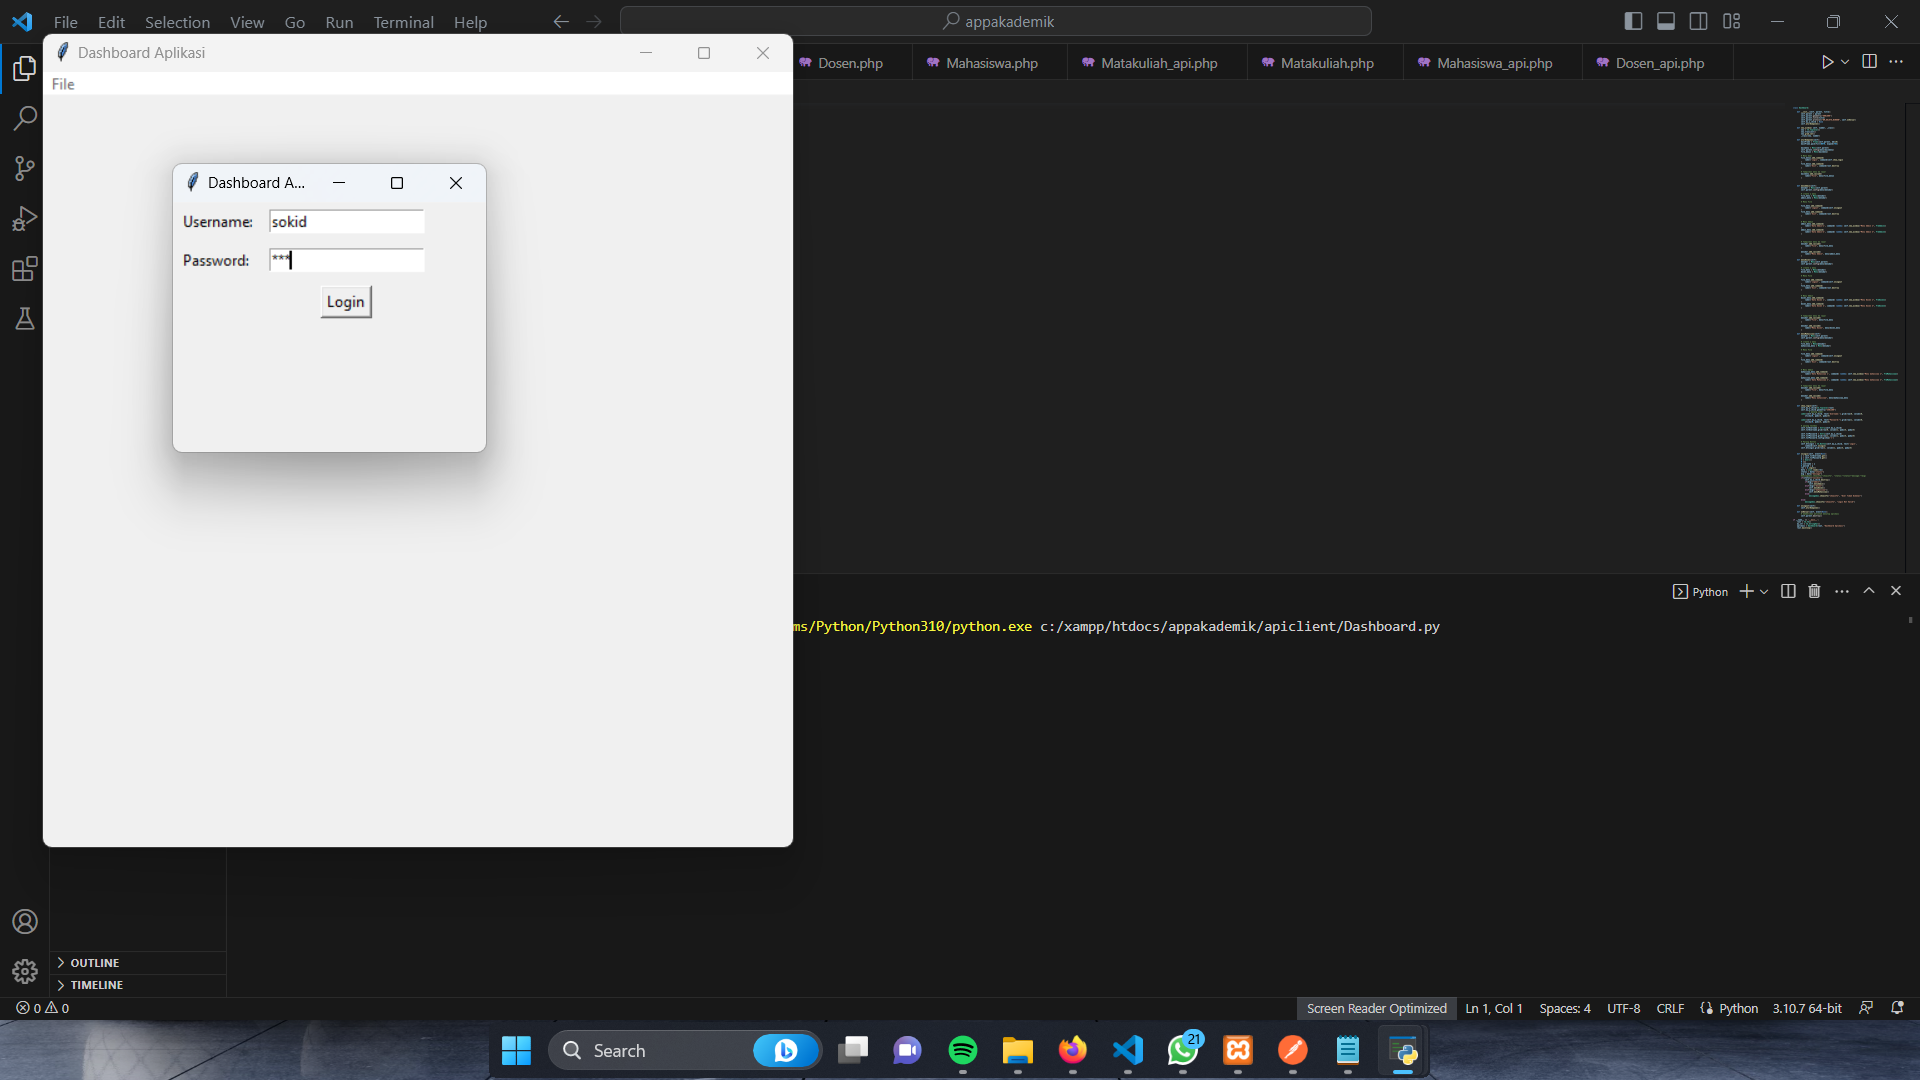 File Edit Selection View Go Run Terminal Help
appakademik
Dashboard Aplikasi
File
Dosen.php Mahasiswa.php Matakuliah_api.php Matakuliah.php Mahasiswa_api.php Dosen_api.php
Dashboard A...
Username: sokid
Password: ***
Login
Python
ms/Python/Python310/python.exe c:/xampp/htdocs/appakademik/apiclient/Dashboard.py
OUTLINE
TIMELINE
0 0
Screen Reader Optimized Ln 1, Col 1 Spaces: 4 UTF-8 CRLF Python 3.10.7 64-bit
Search
21